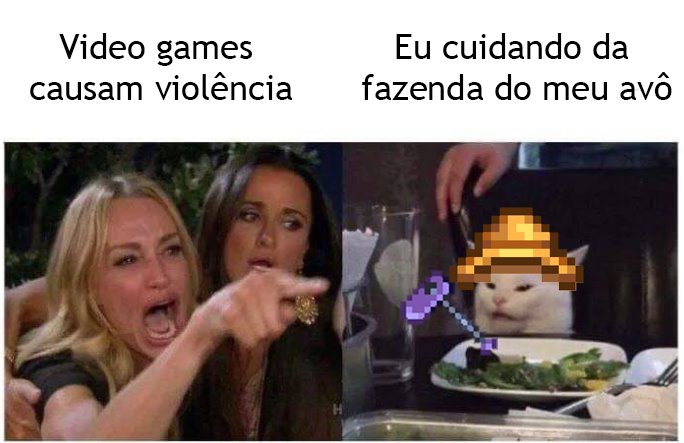 Video games
causam violência
Eu cuidando da
fazenda do meu avô